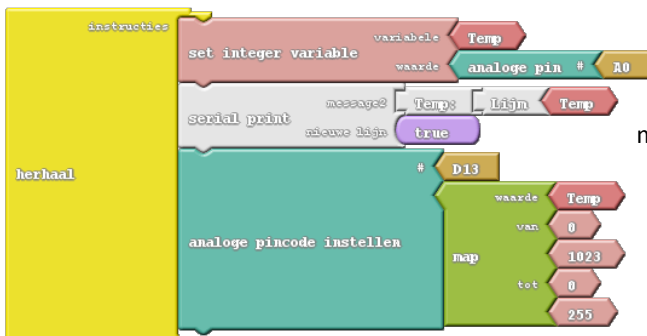 instructies
set integer variable
variabele Temp
waarde analoge pin # A0
serial print
message2 Temp: Lijn Temp
nieuwe lijn true
n
herhaal
analoge pincode instellen
# D13
map
waarde Temp
van 0
1023
tot 0
255